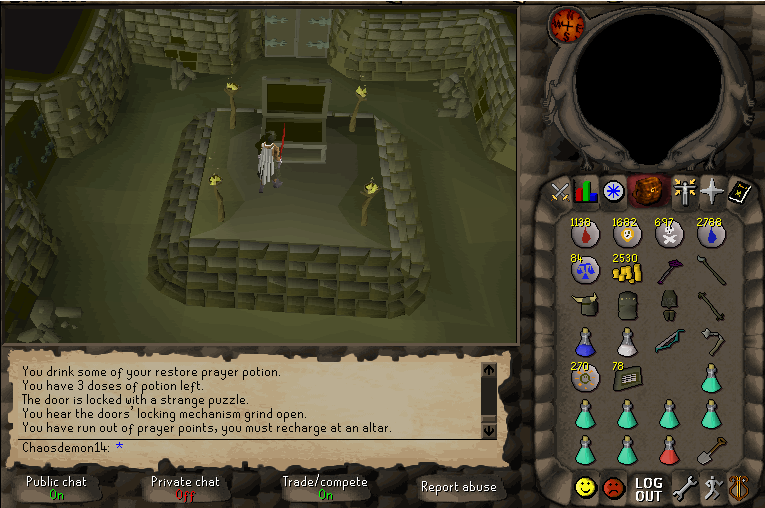 N
W E
S
1138 1682 697 2788
84 2530
270 78
You drink some of your restore prayer potion.
You have 3 doses of potion left.
The door is locked with a strange puzzle.
You hear the doors' locking mechanism grind open.
You have run out of prayer points, you must recharge at an altar.
Chaosdemon14: *
Public chat
On
Private chat
Off
Trade/compete
On
Report abuse
LOG
OUT